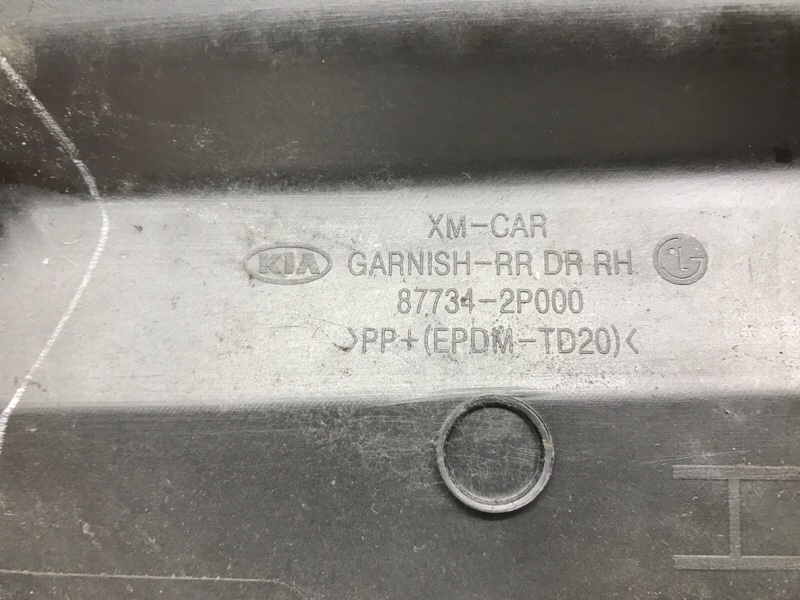 XM-CAR
KIA GARNISH-RR DR RH LG
87734-2P000
>PP+(EPDM-TD20)<